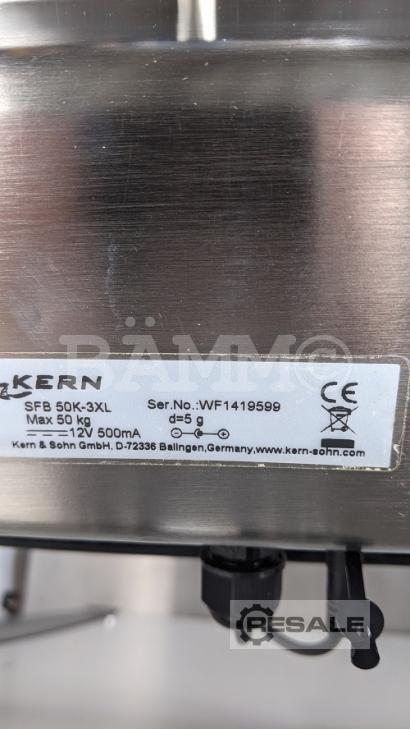 BÄMM©
KERN
SFB 50K-3XL Ser.No.:WF1419599
Max 50 kg d=5 g
12V 500mA
Kern & Sohn GmbH, D-72336 Balingen,Germany,www.kern-sohn.com
CE
RESALE